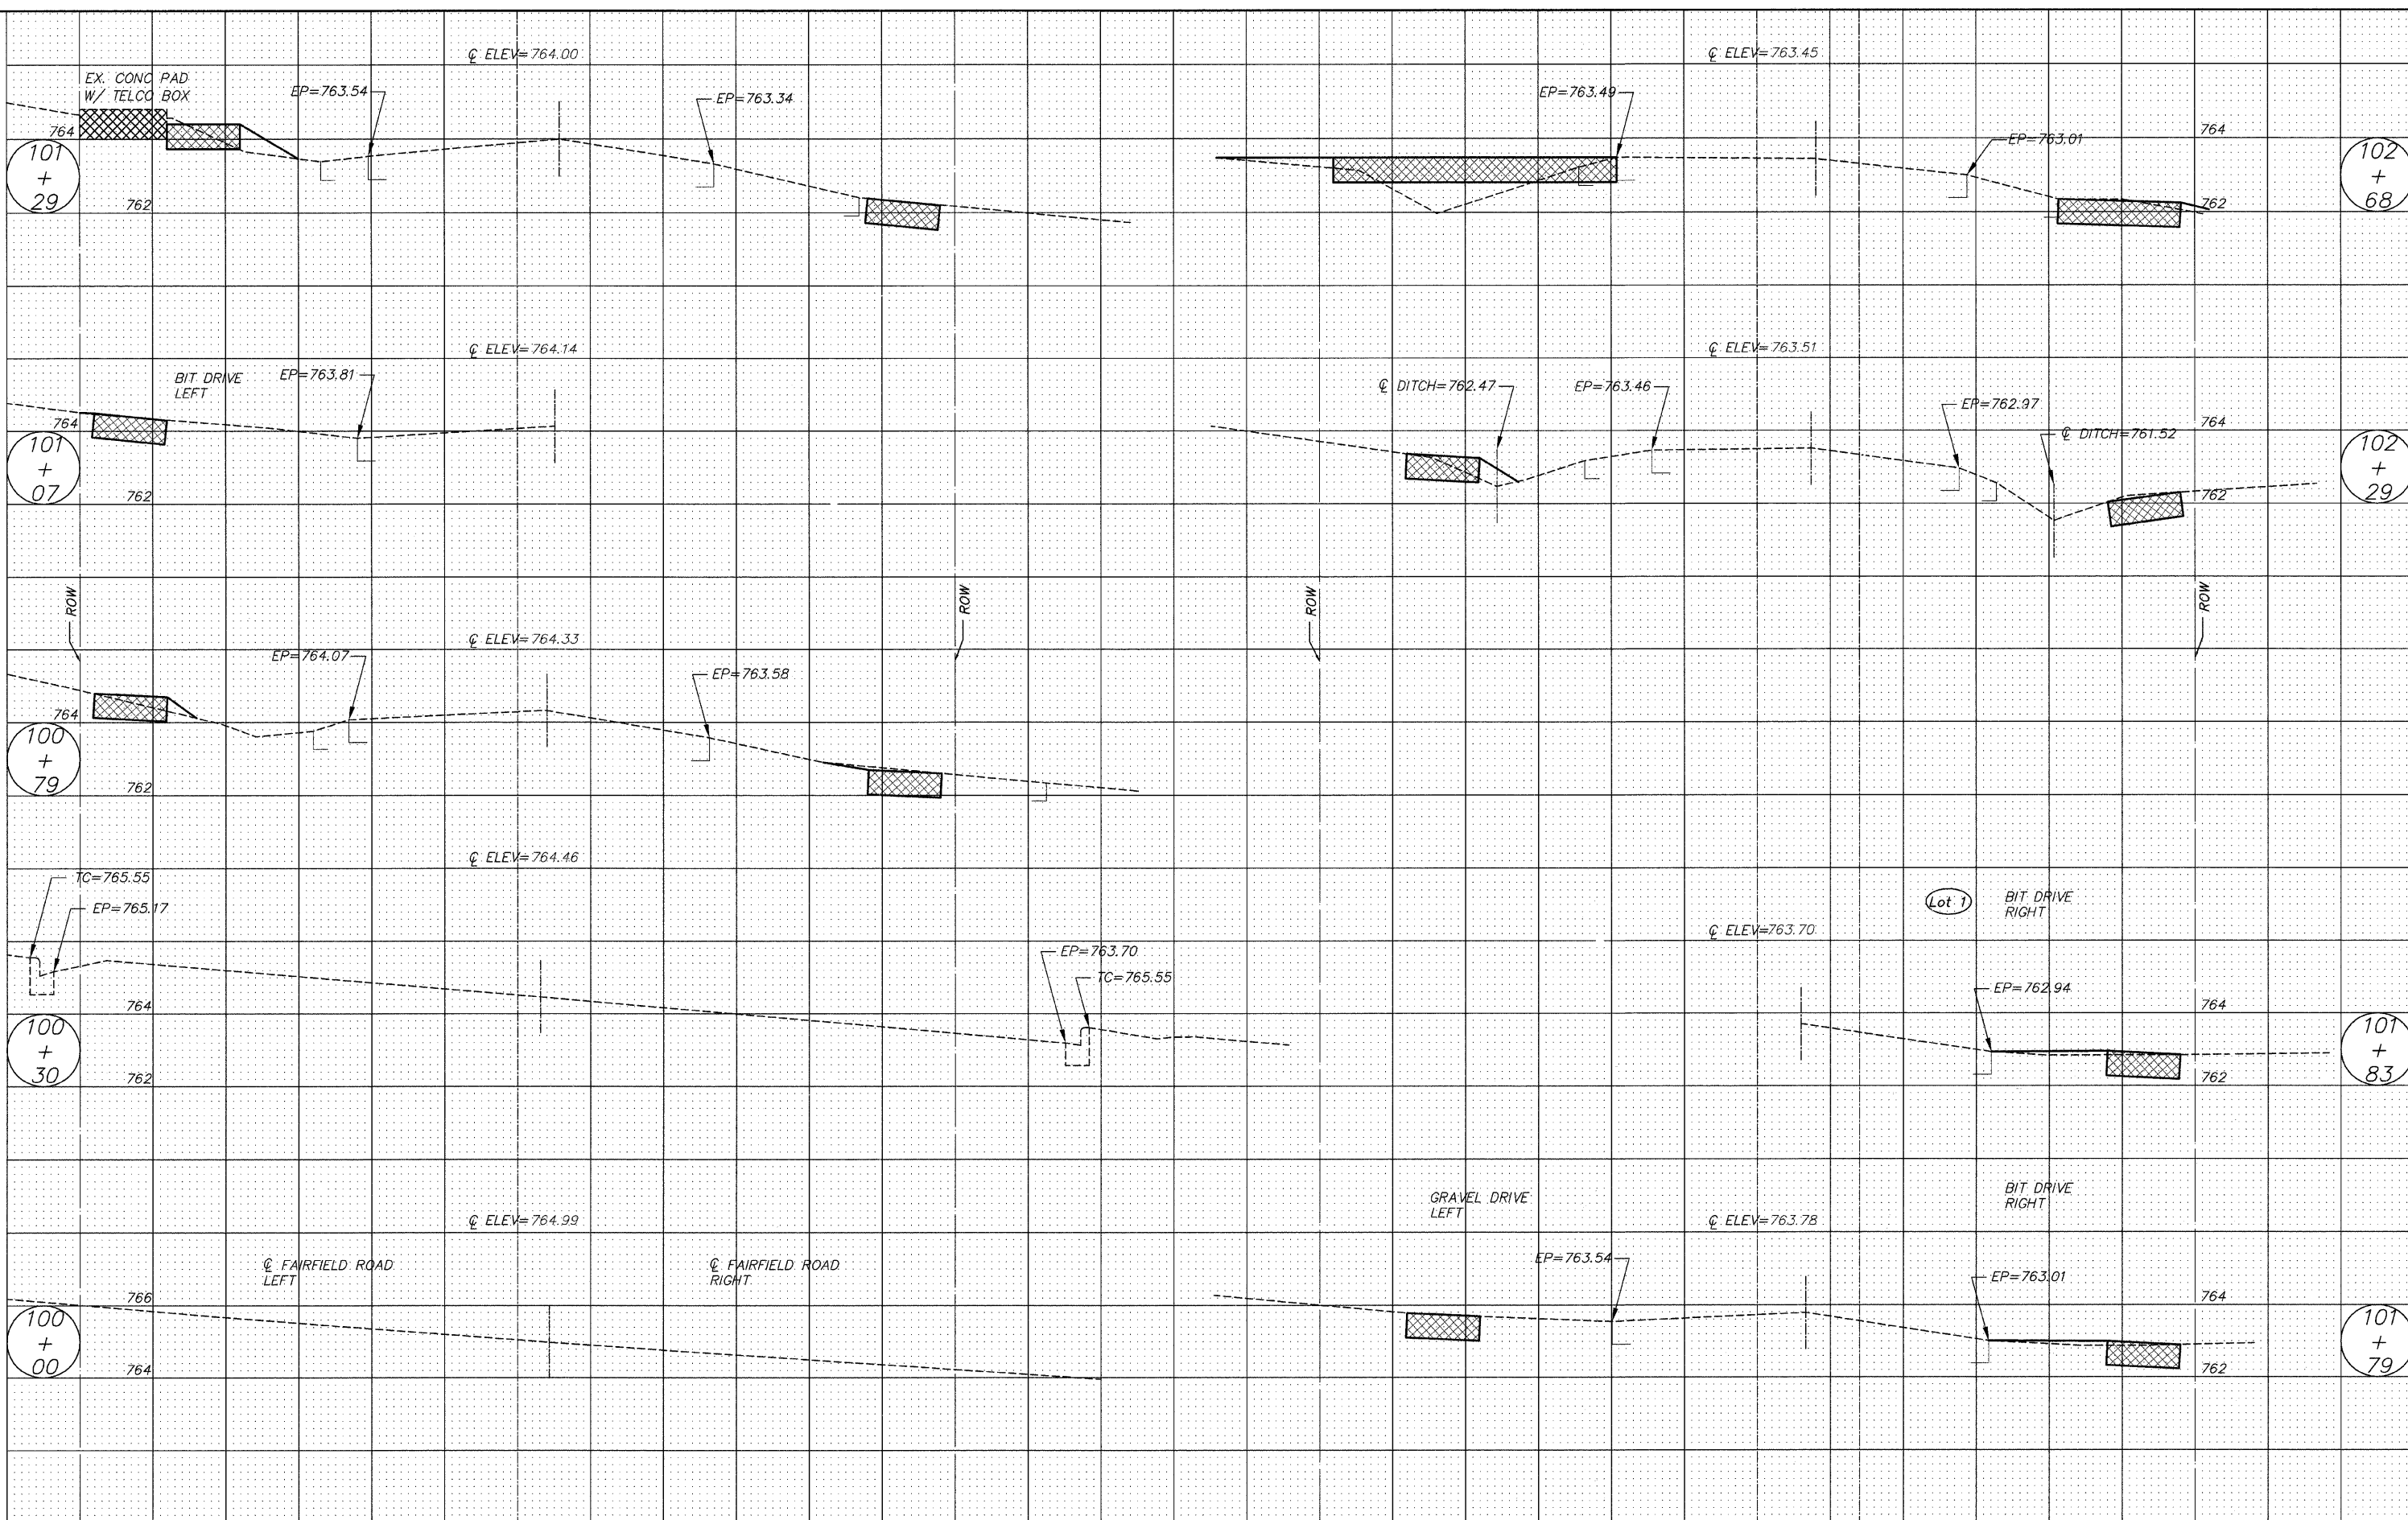 ℄ ELEV=764.00
EX. CONC PAD
W/ TELCO BOX
EP=763.54
EP=763.34
764
101
+
29
762
℄ ELEV=763.45
EP=763.49
EP=763.01
764
102
+
68
762
℄ ELEV=764.14
BIT DRIVE
LEFT
EP=763.81
764
101
+
07
762
℄ ELEV=763.51
℄ DITCH=762.47
EP=763.46
EP=762.97
℄ DITCH=761.52
764
102
+
29
762
ROW
ROW
ROW
ROW
℄ ELEV=764.33
EP=764.07
EP=763.58
764
100
+
79
762
℄ ELEV=764.46
TC=765.55
EP=765.17
EP=763.70
TC=765.55
764
100
+
30
762
Lot 1
BIT DRIVE
RIGHT
℄ ELEV=763.70
EP=762.94
764
101
+
83
762
℄ ELEV=764.99
℄ FAIRFIELD ROAD
LEFT
℄ FAIRFIELD ROAD
RIGHT
766
100
+
00
764
GRAVEL DRIVE
LEFT
BIT DRIVE
RIGHT
℄ ELEV=763.78
EP=763.54
EP=763.01
764
101
+
79
762